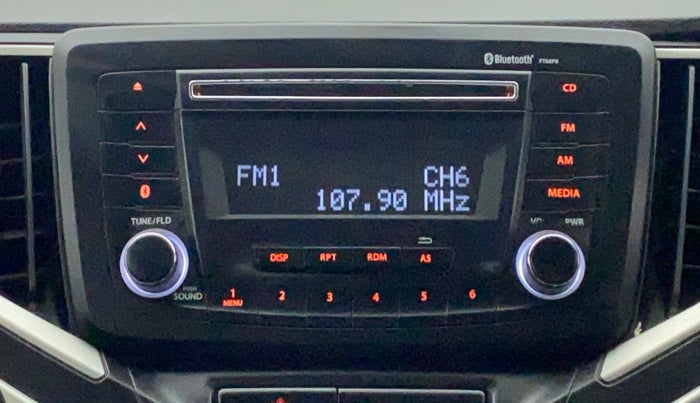 Bluetooth®
CD
FM
AM
MEDIA
FM1 CH6
107.90 MHz
TUNE/FLD
PWR
PUSH
SOUND
DISP RPT RDM AS
1 2 3 4 5 6
MENU